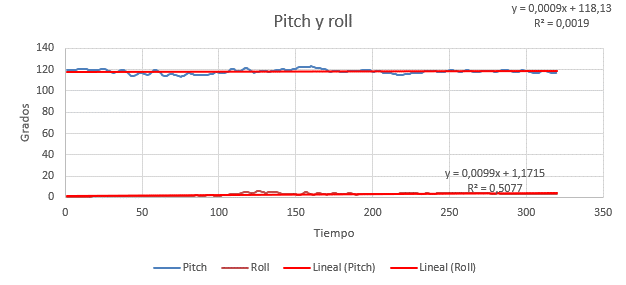 y = 0,0009x + 118,13
R² = 0,0019
Pitch y roll
140
120
100
80
60
40
20
0
Grados
y = 0,0099x + 1,1715
R² = 0,5077
0 50 100 150 200 250 300 350
Tiempo
Pitch Roll Lineal (Pitch) Lineal (Roll)